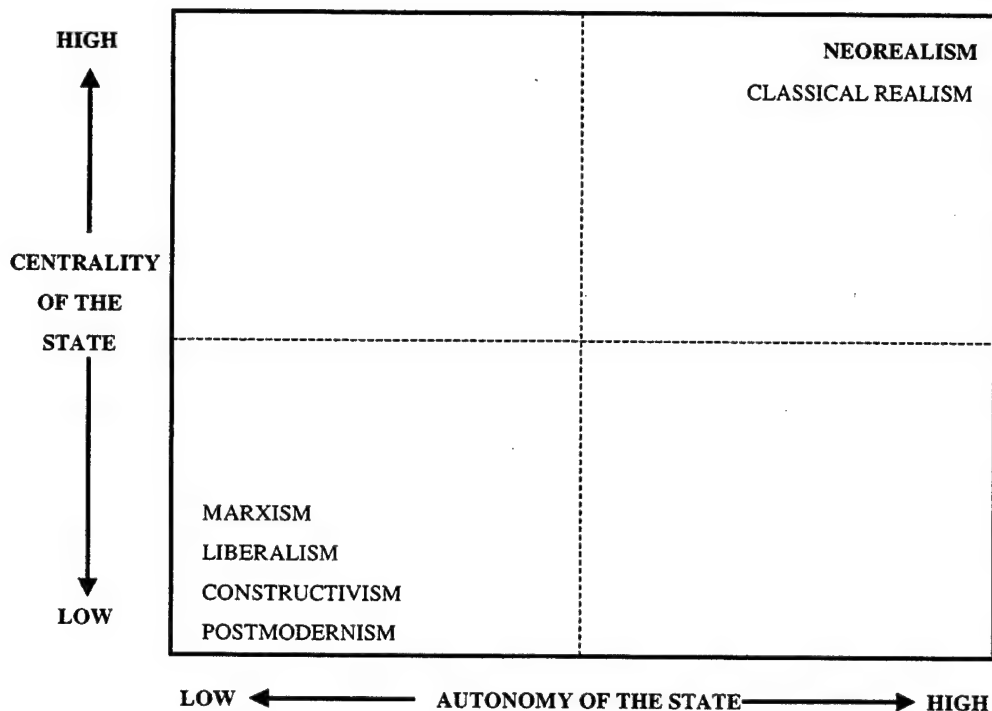 HIGH
NEOREALISM
CLASSICAL REALISM
CENTRALITY
OF THE
STATE
MARXISM
LIBERALISM
CONSTRUCTIVISM
POSTMODERNISM
LOW
LOW AUTONOMY OF THE STATE HIGH